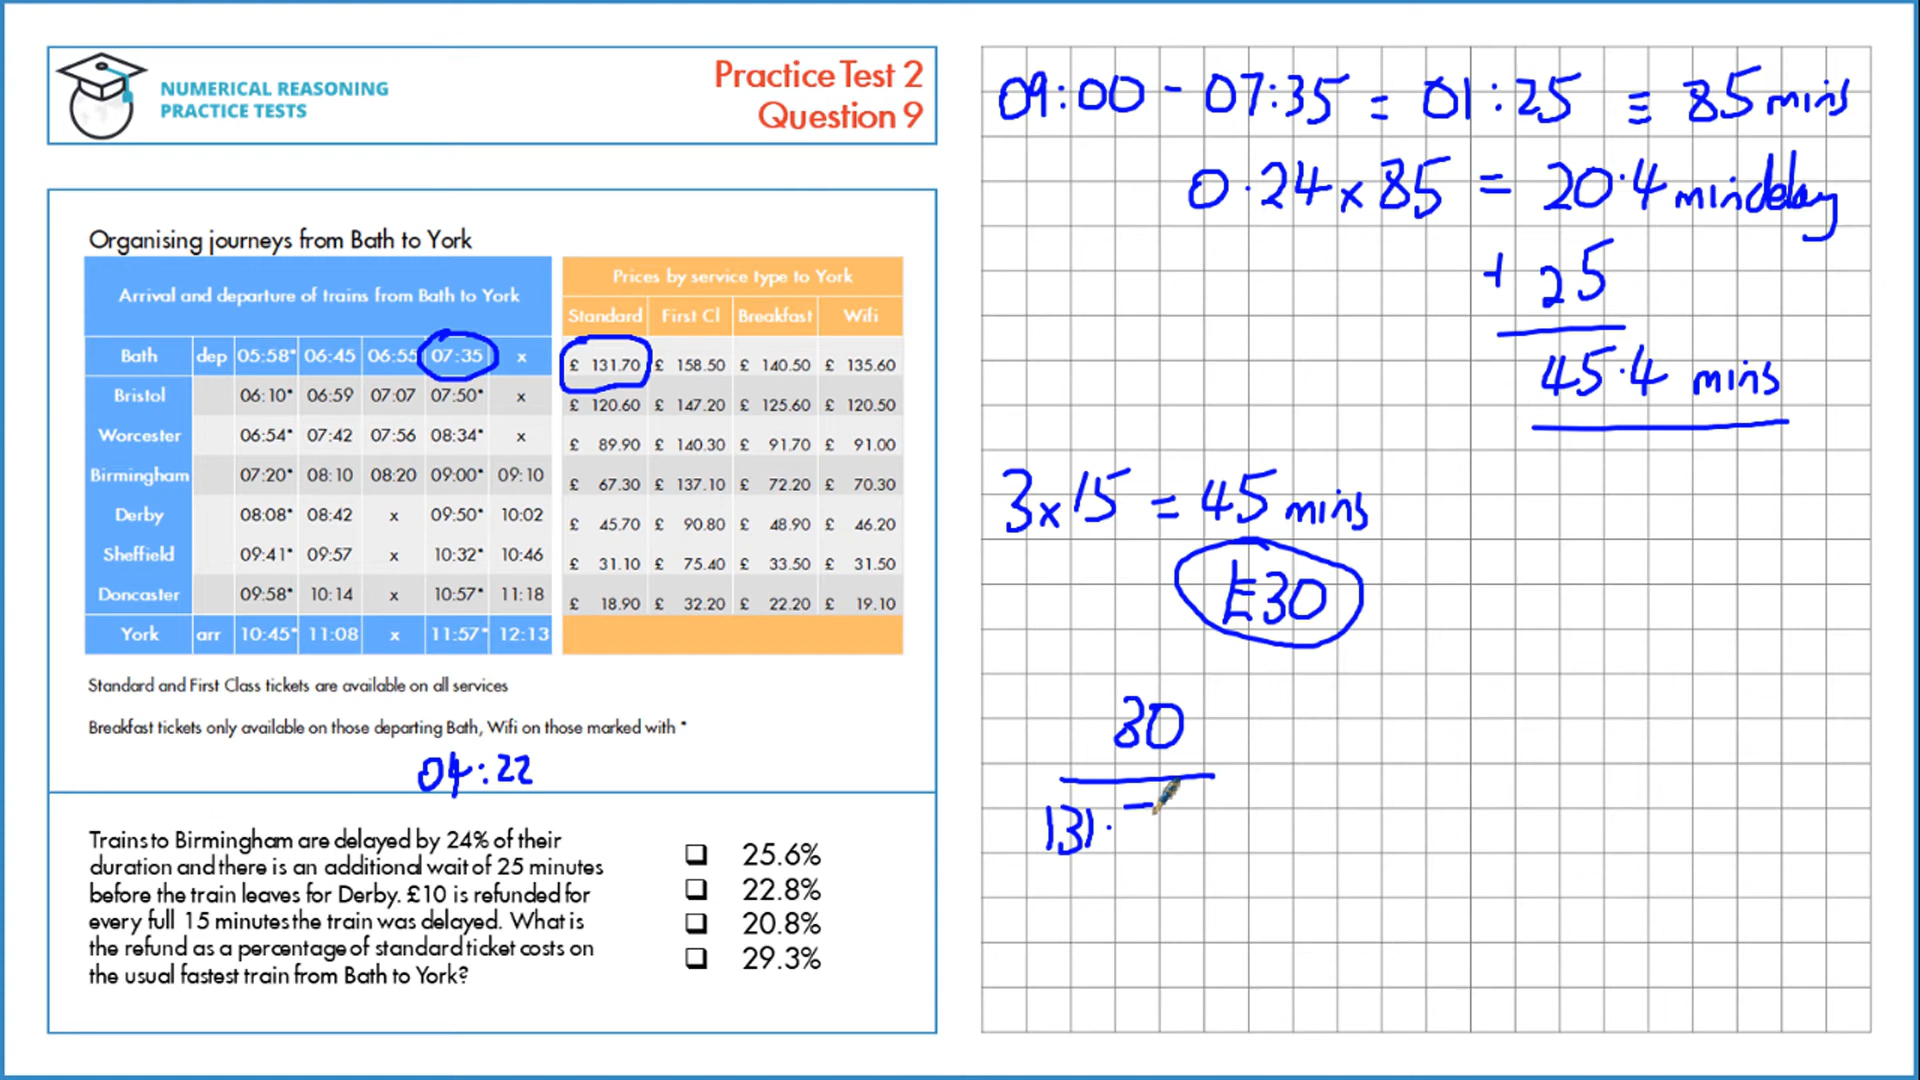 NUMERICAL REASONING
PRACTICE TESTS
Practice Test 2
Question 9
Organising journeys from Bath to York
Arrival and departure of trains from Bath to York
Prices by service type to York
Standard First Cl Breakfast Wifi
Bath dep 05:58* 06:45 06:55 07:35 x £ 131.70 £ 158.50 £ 140.50 £ 135.60
Bristol 06:10* 06:59 07:07 07:50* x £ 120.60 £ 147.20 £ 125.60 £ 120.50
Worcester 06:54* 07:42 07:56 08:34* x £ 89.90 £ 140.30 £ 91.70 £ 91.00
Birmingham 07:20* 08:10 08:20 09:00* 09:10 £ 67.30 £ 137.10 £ 72.20 £ 70.30
Derby 08:08* 08:42 x 09:50* 10:02 £ 45.70 £ 90.80 £ 48.90 £ 46.20
Sheffield 09:41* 09:57 x 10:32* 10:46 £ 31.10 £ 75.40 £ 33.50 £ 31.50
Doncaster 09:58* 10:14 x 10:57* 11:18 £ 18.90 £ 32.20 £ 22.20 £ 19.10
York arr 10:45* 11:08 x 11:57* 12:13
Standard and First Class tickets are available on all services
Breakfast tickets only available on those departing Bath, Wifi on those marked with *
04:22
Trains to Birmingham are delayed by 24% of their
duration and there is an additional wait of 25 minutes
before the train leaves for Derby. £10 is refunded for
every full 15 minutes the train was delayed. What is
the refund as a percentage of standard ticket costs on
the usual fastest train from Bath to York?
25.6%
22.8%
20.8%
29.3%
09:00 - 07:35 = 01:25 ≡ 85 mins
0.24 x 85 = 20.4 min delay
+ 25
45.4 mins
3 x 15 = 45 mins
£30
30
131.